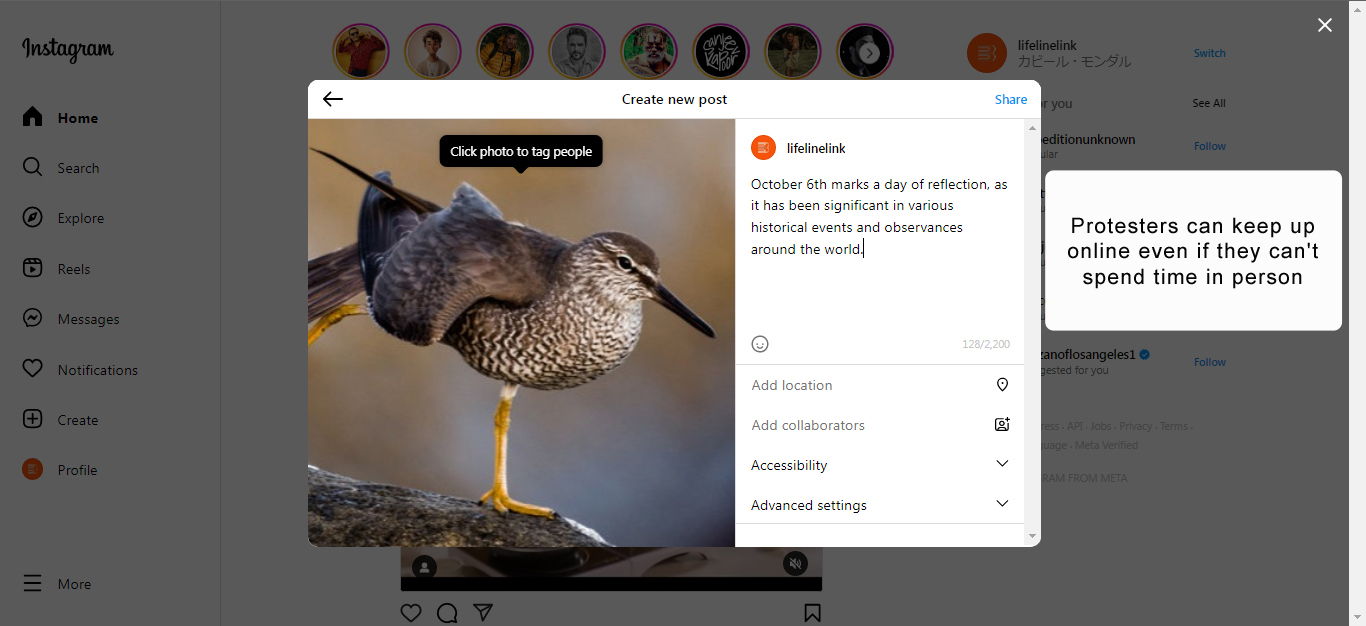 Instagram
Home
Search
Explore
Reels
Messages
Notifications
Create
Profile
More
lifelinelink
カビール・モンダル
Switch
or you
See All
editionunknown
ular
Follow
zanoflosangeles1
gested for you
Follow
ress · API · Jobs · Privacy · Terms ·
guage · Meta Verified
RAM FROM META
Create new post
Share
Click photo to tag people
lifelinelink
October 6th marks a day of reflection, as
it has been significant in various
historical events and observances
around the world.
128/2,200
Add location
Add collaborators
Accessibility
Advanced settings
Protesters can keep up
online even if they can't
spend time in person